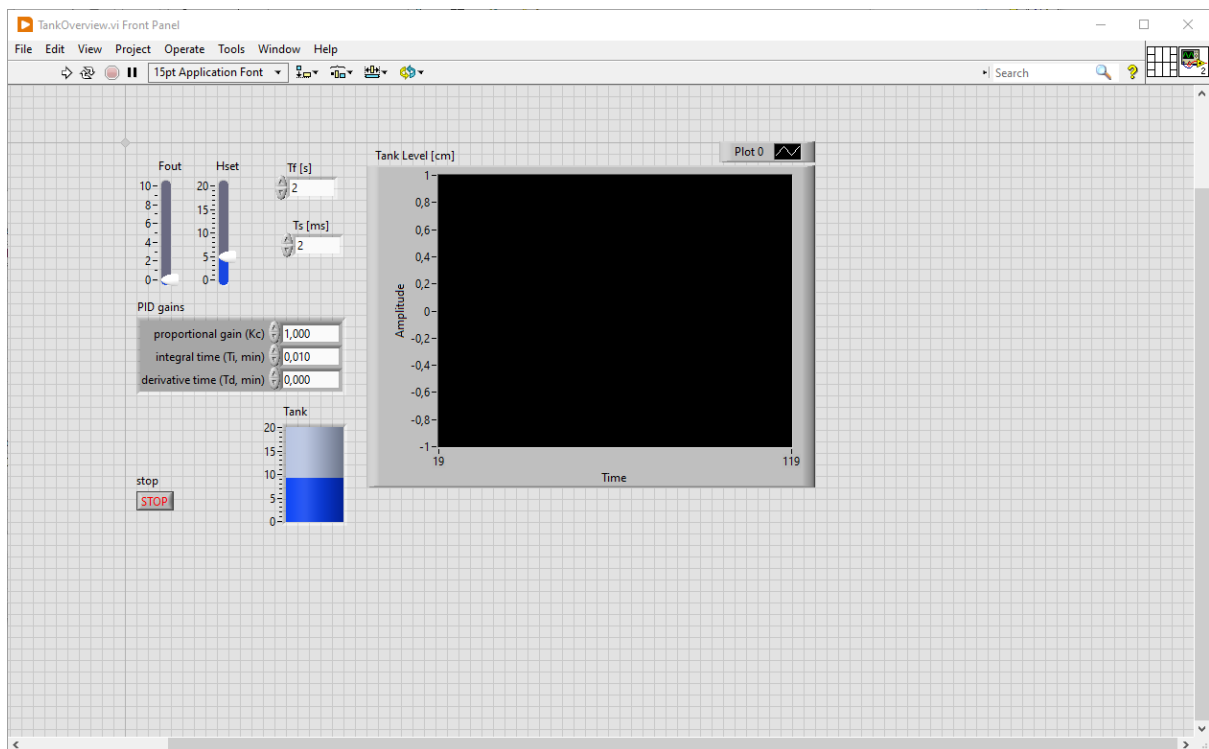 TankOverview.vi Front Panel
File Edit View Project Operate Tools Window Help
15pt Application Font
Search
?
2
Fout
10
8
6
4
2
0
Hset
20
15
10
5
0
Tf [s]
2
Ts [ms]
2
PID gains
proportional gain (Kc) 1,000
integral time (Ti, min) 0,010
derivative time (Td, min) 0,000
Tank
20
15
10
5
0
stop
STOP
Tank Level [cm]
Plot 0
Amplitude
1
0,8
0,6
0,4
0,2
0
-0,2
-0,4
-0,6
-0,8
-1
19 119
Time